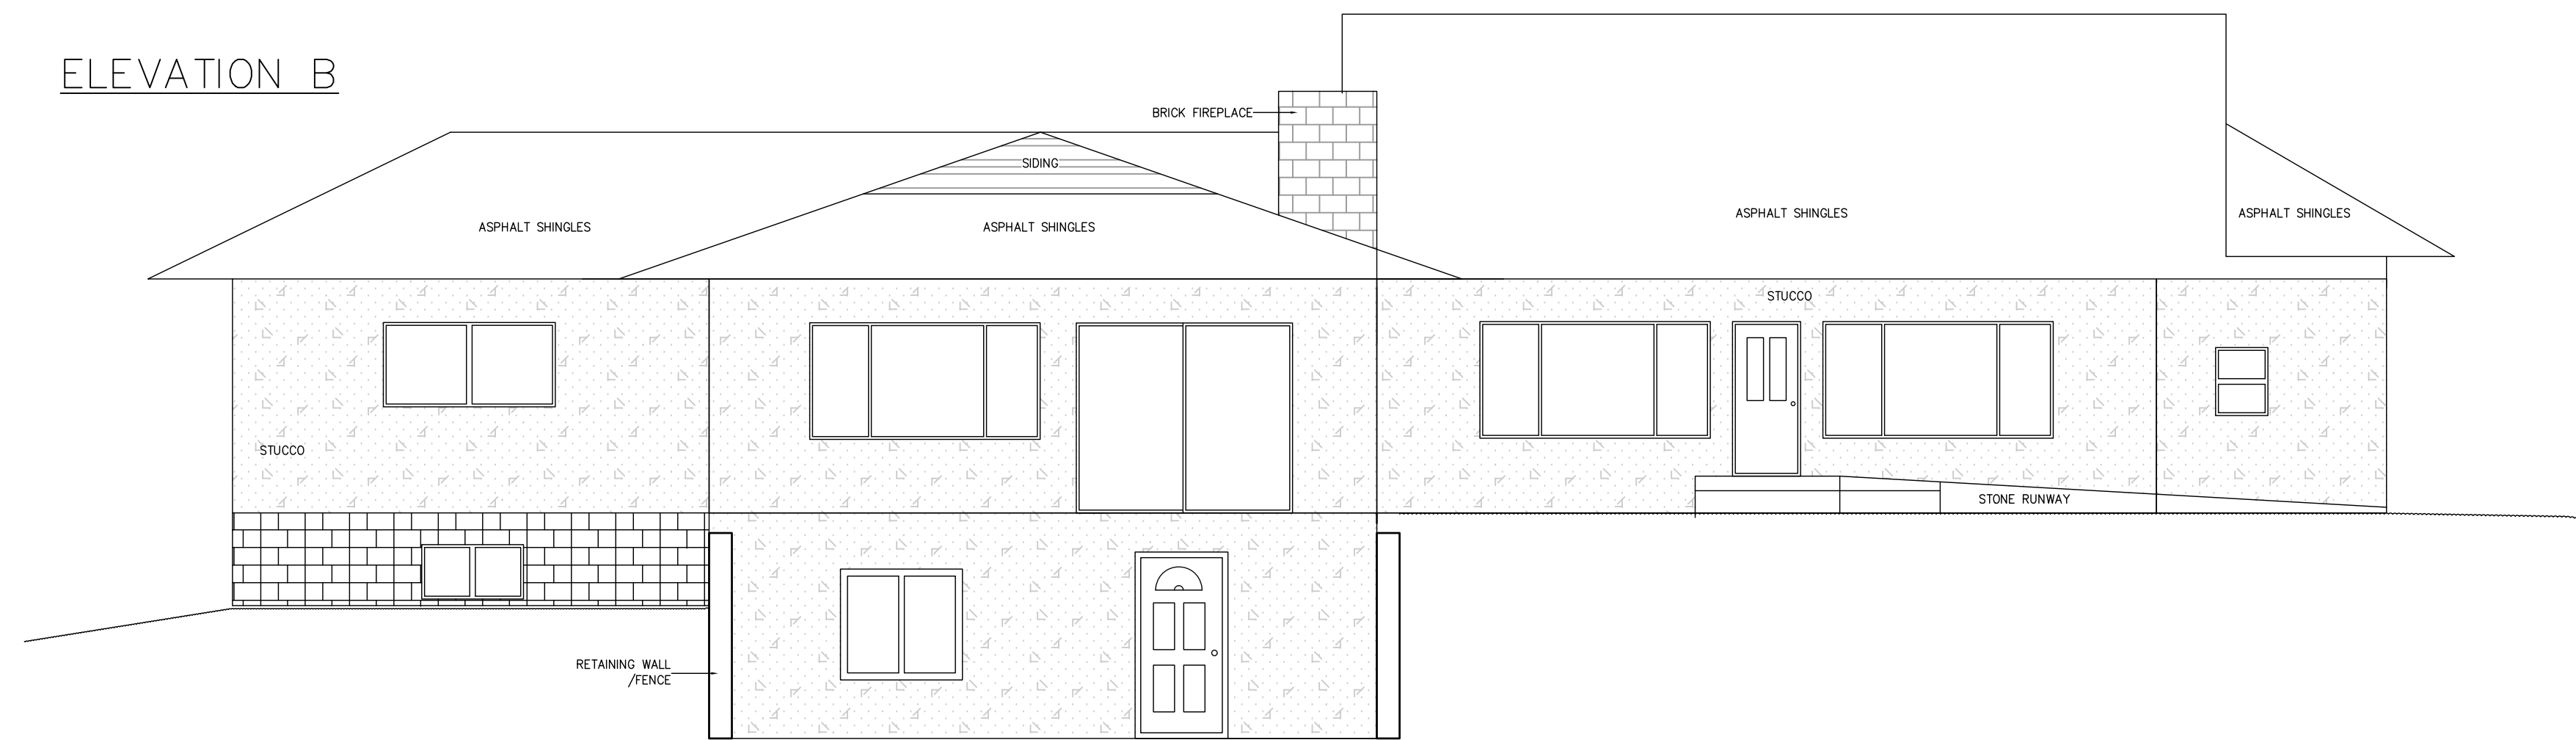 ELEVATION B
BRICK FIREPLACE
SIDING
ASPHALT SHINGLES
ASPHALT SHINGLES
ASPHALT SHINGLES
ASPHALT SHINGLES
STUCCO
STUCCO
STONE RUNWAY
RETAINING WALL
/FENCE